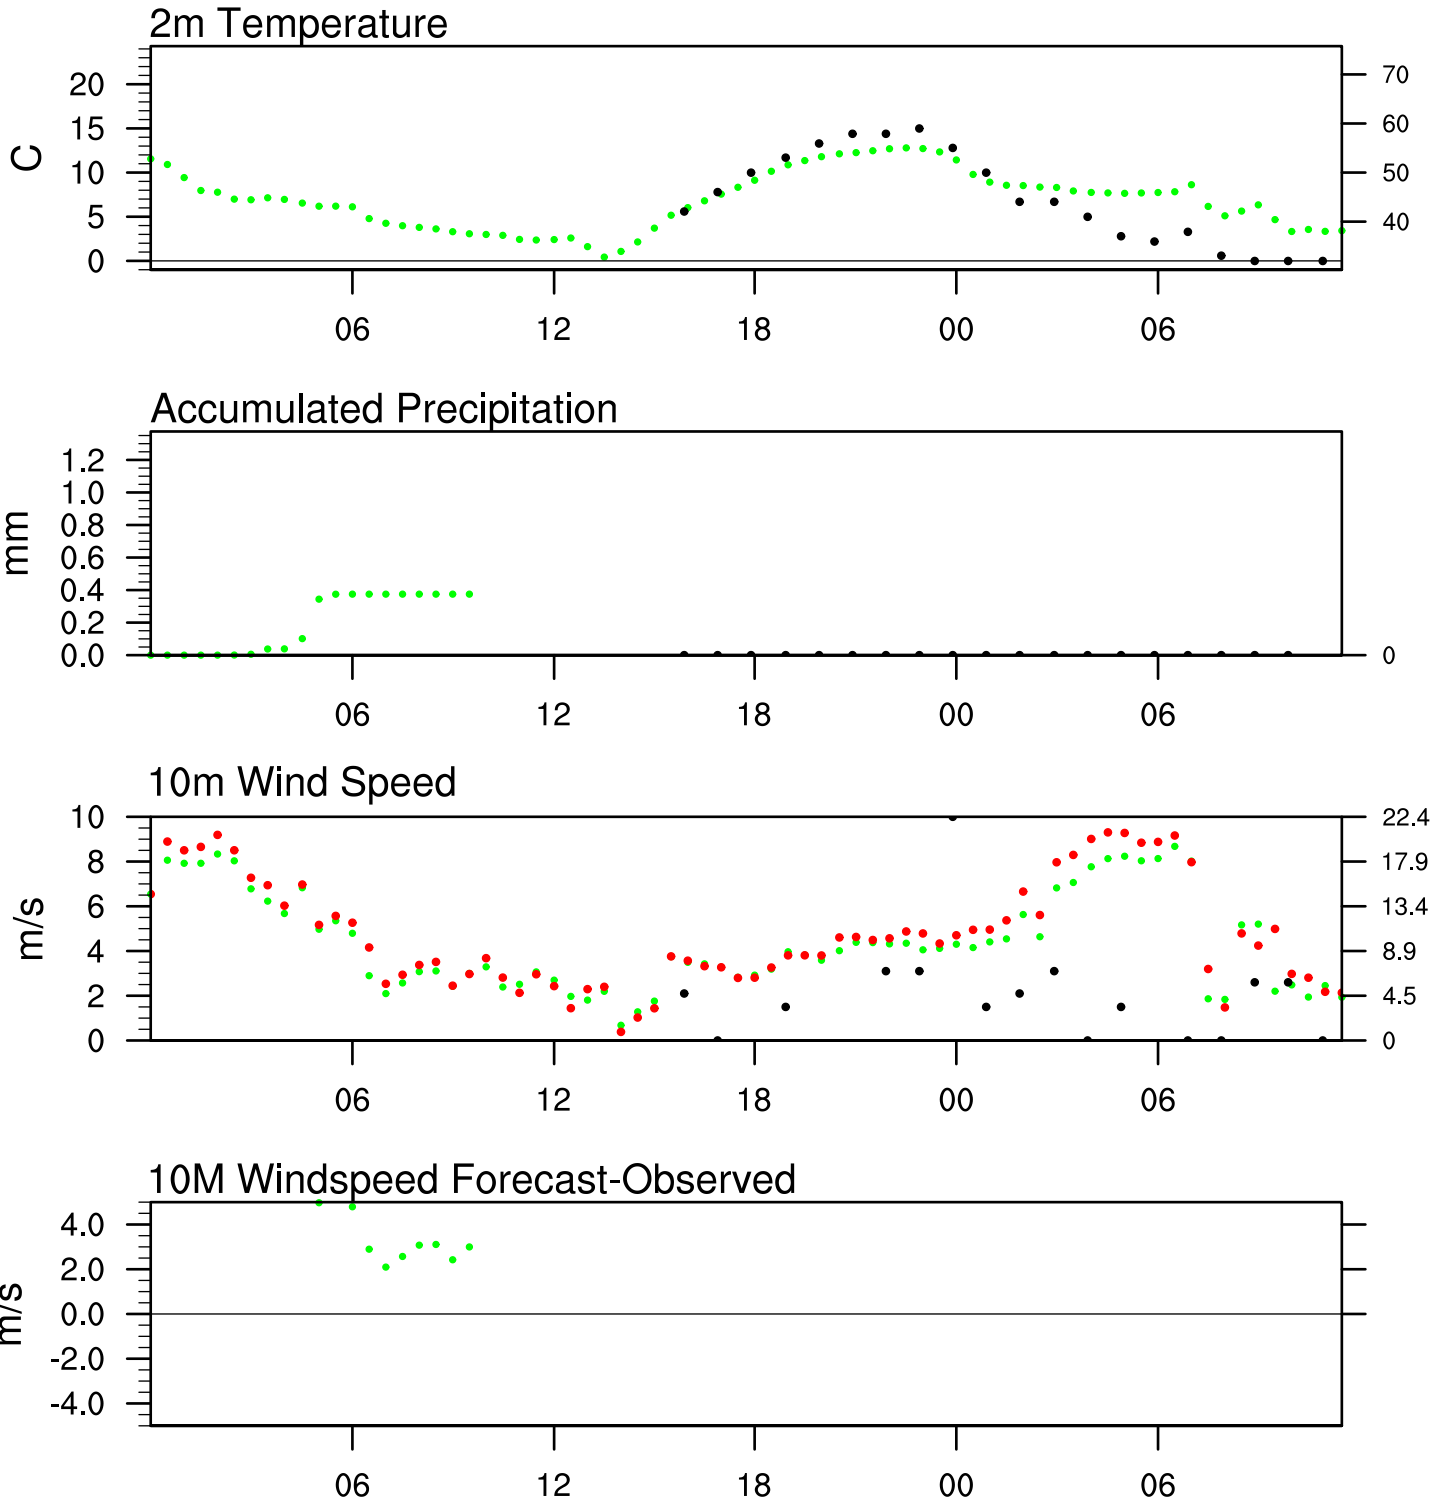 2m Temperature
20
15
10
5
0
C
70
60
50
40
06 12 18 00 06
Accumulated Precipitation
1.2
1.0
0.8
0.6
0.4
0.2
0.0
mm
0
06 12 18 00 06
10m Wind Speed
10
8
6
4
2
0
m/s
22.4
17.9
13.4
8.9
4.5
0
06 12 18 00 06
10M Windspeed Forecast-Observed
4.0
2.0
0.0
-2.0
-4.0
m/s
06 12 18 00 06